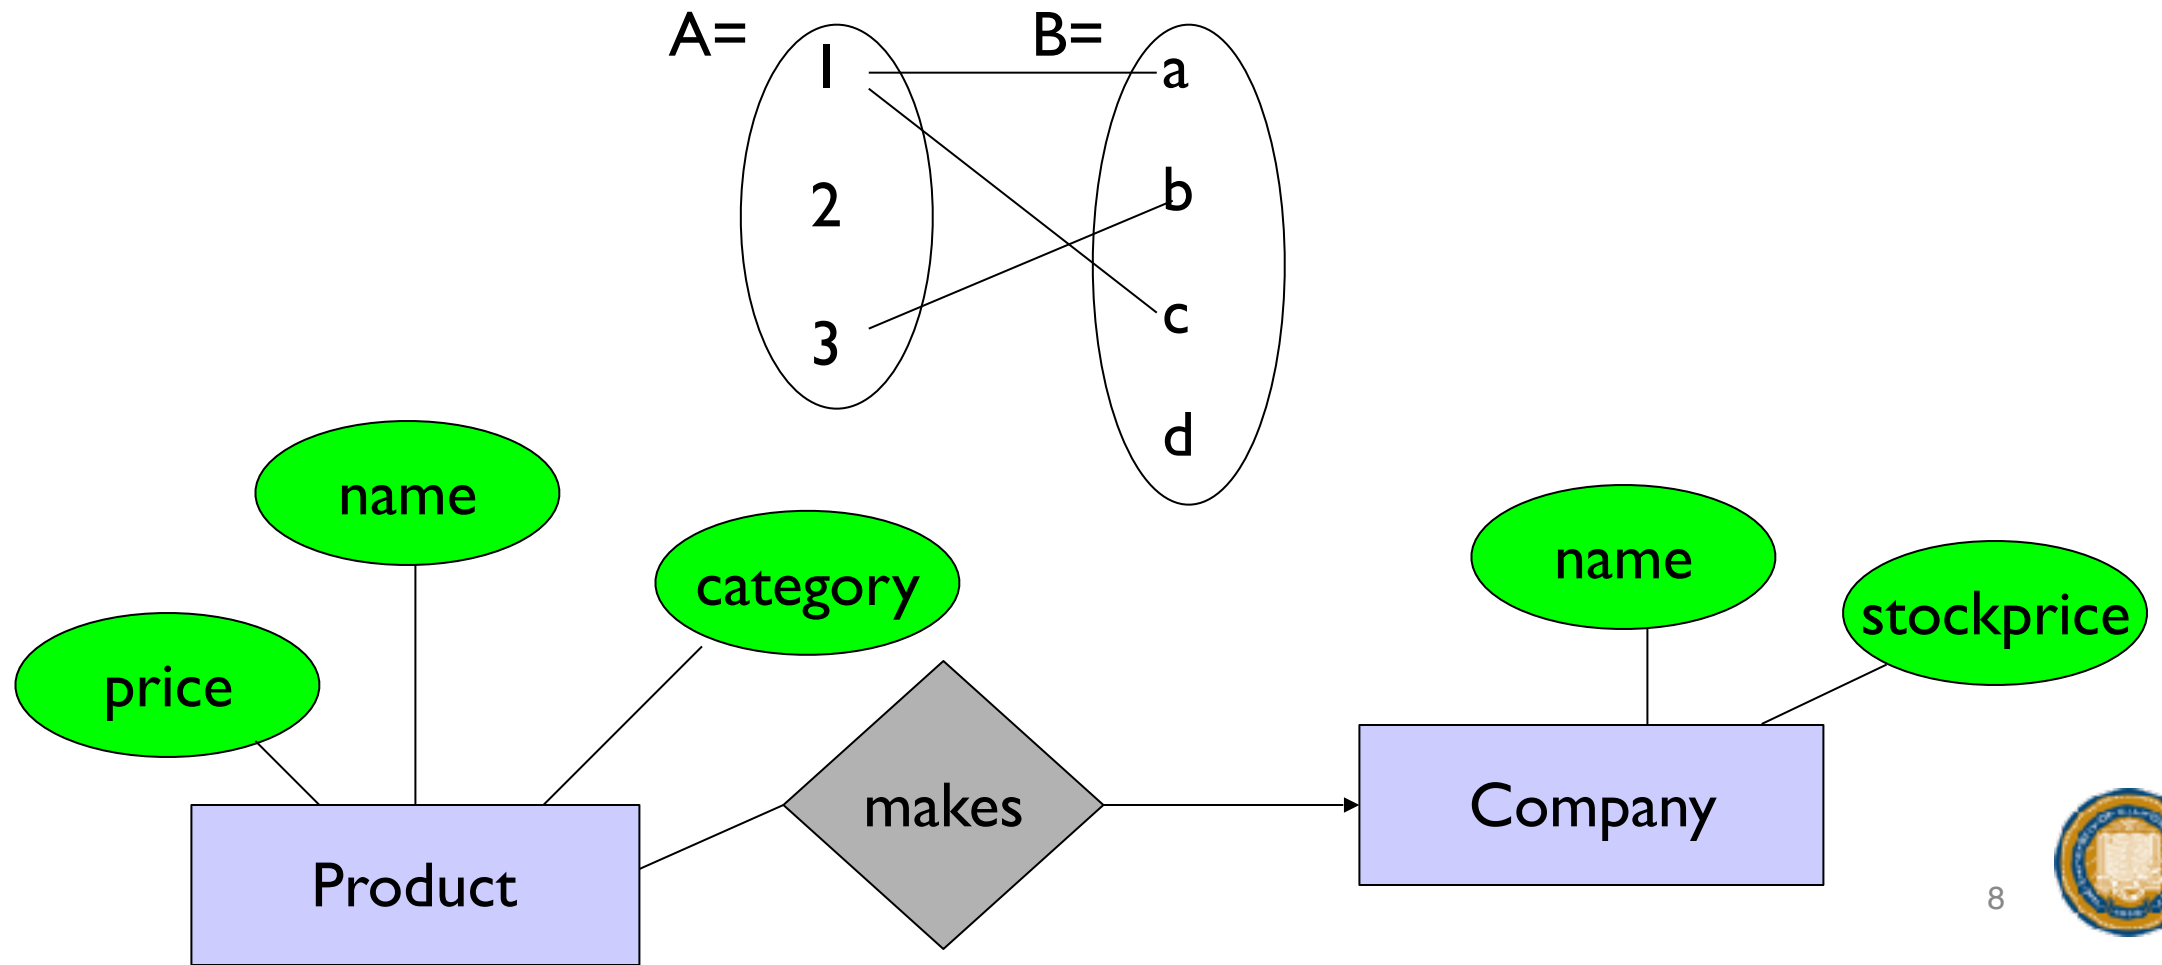 A=
B=
1
a
2
b
3
c
d
name
category
price
name
stockprice
makes
Product
Company
8